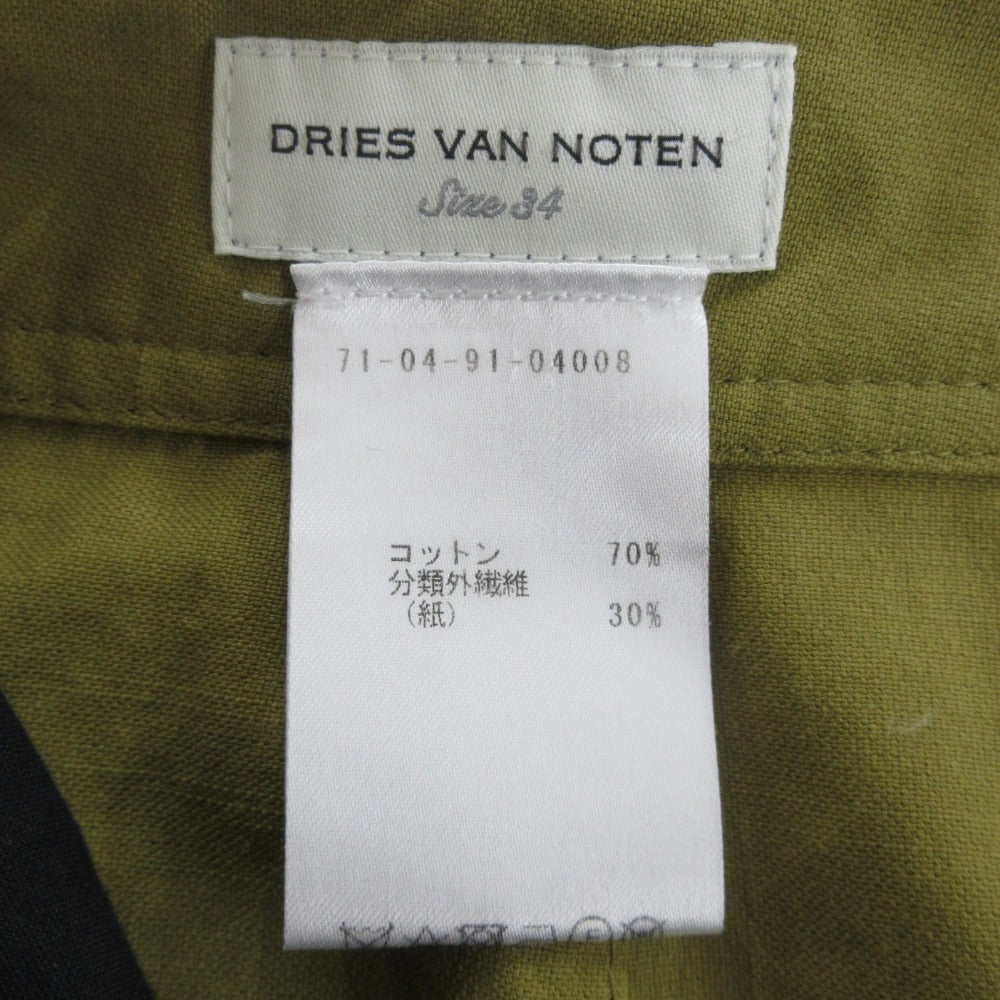 DRIES VAN NOTEN
Size 34
71-04-91-04008
コットン 70%
分類外繊維
(紙) 30%